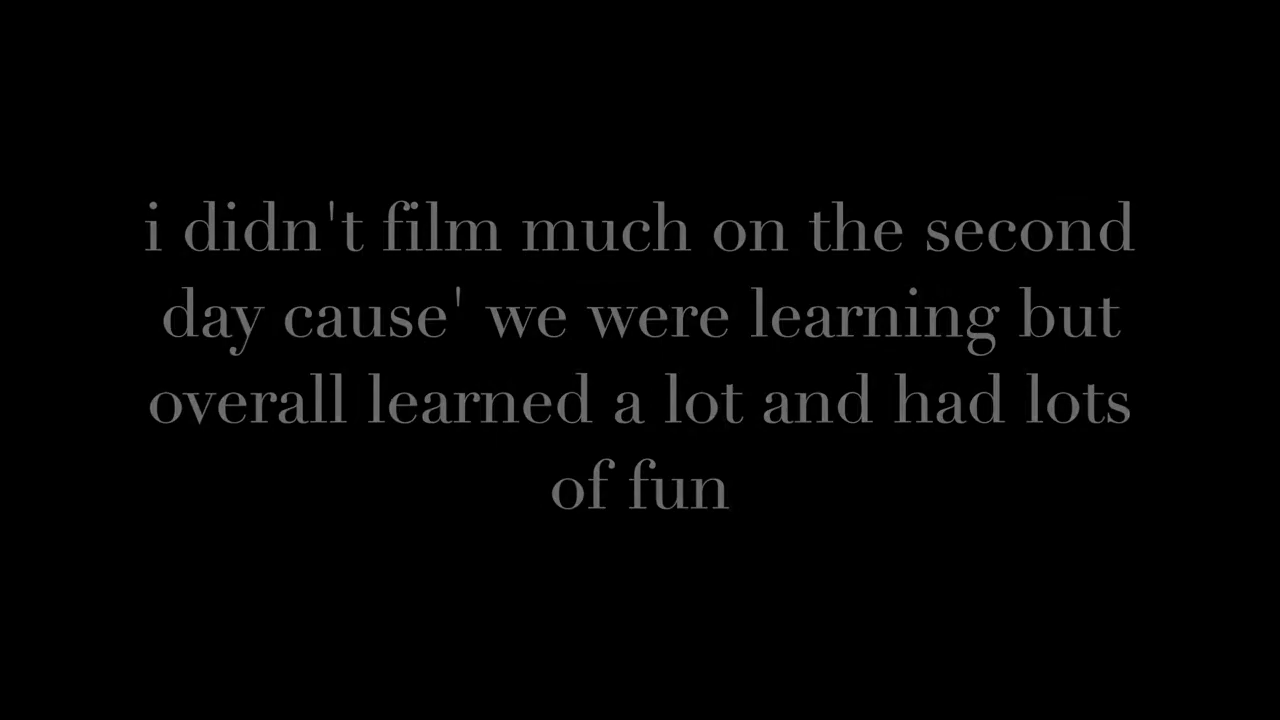 i didn't film much on the second
day cause' we were learning but
overall learned a lot and had lots
of fun